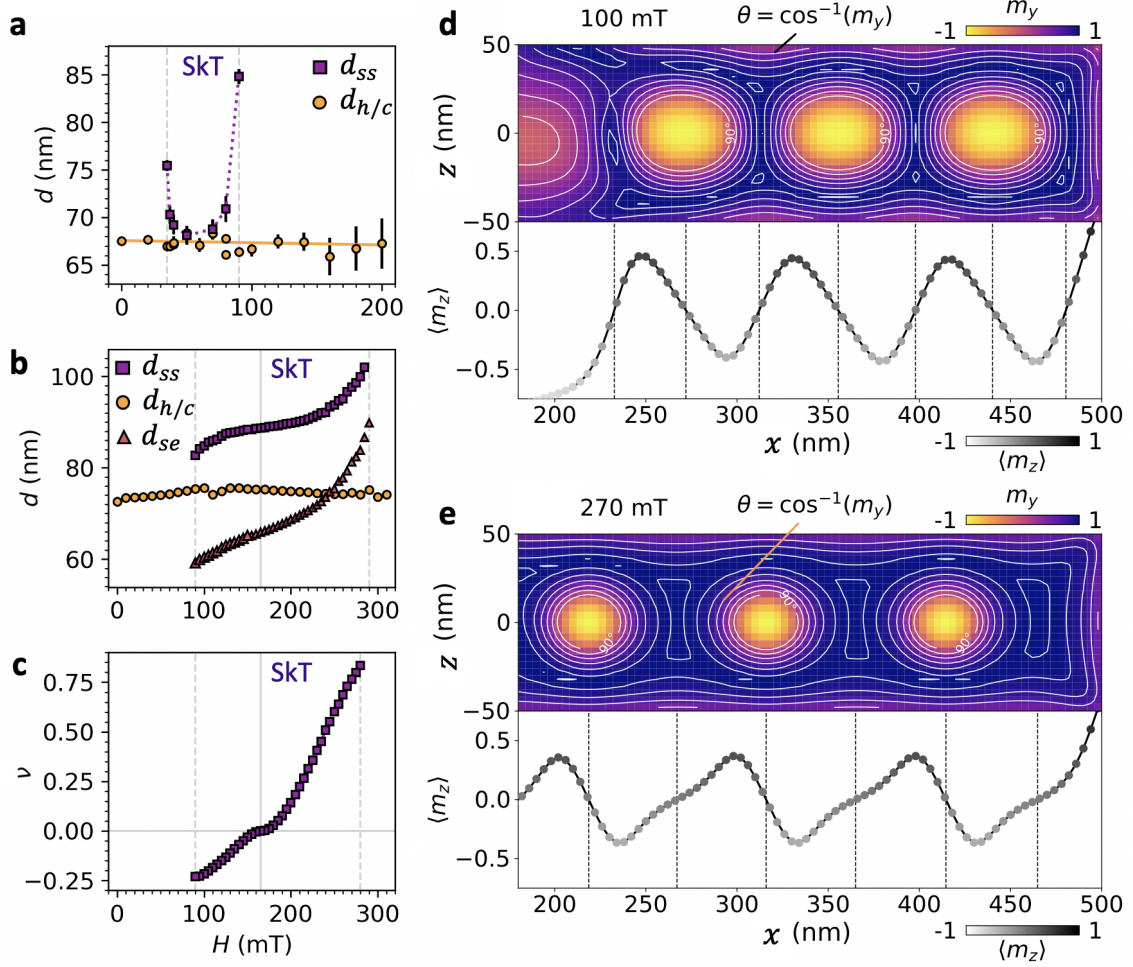 a
SkT
d_ss
d_h/c
85
80
75
70
65
d (nm)
0
100
200
b
SkT
d_ss
d_h/c
d_se
100
80
60
d (nm)
0
100
200
300
c
SkT
0.75
0.50
0.25
0.00
−0.25
ν
0
100
200
300
H (mT)
d
100 mT
θ = cos⁻¹(m_y)
-1
m_y
1
50
0
−50
z (nm)
90°
90°
90°
0.5
0.0
−0.5
⟨m_z⟩
200
250
300
350
400
450
500
x (nm)
-1
⟨m_z⟩
1
e
270 mT
θ = cos⁻¹(m_y)
-1
m_y
1
50
0
−50
z (nm)
90°
90°
90°
0.5
0.0
−0.5
⟨m_z⟩
200
250
300
350
400
450
500
x (nm)
-1
⟨m_z⟩
1